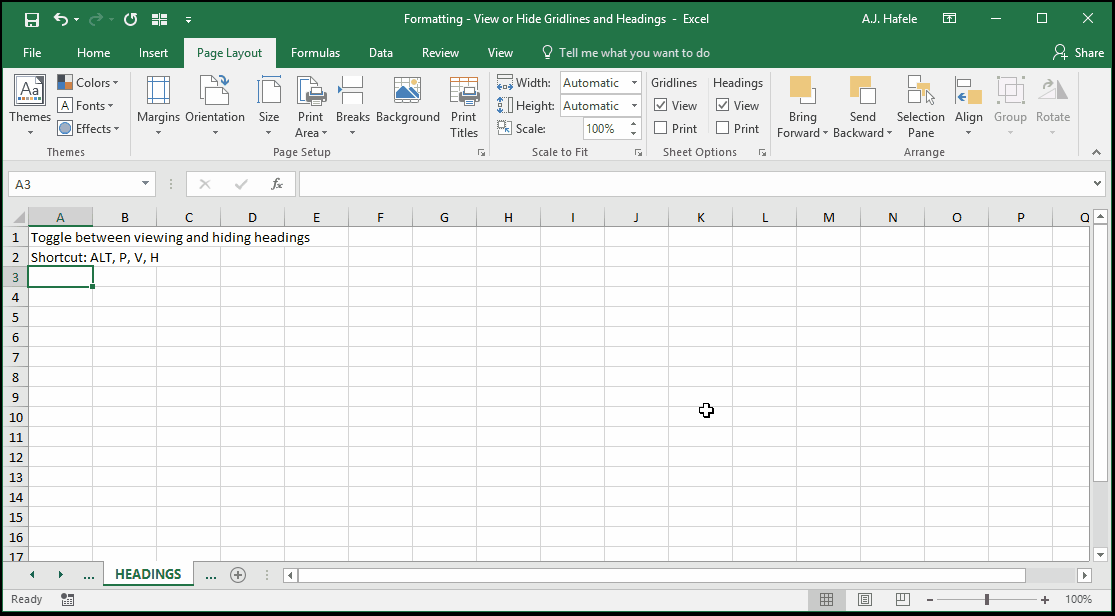 Formatting - View or Hide Gridlines and Headings - Excel
A.J. Hafele
File Home Insert Page Layout Formulas Data Review View Tell me what you want to do Share
Aa
Themes
Colors
Fonts
Effects
Themes
Margins Orientation Size Print Area Breaks Background Print Titles
Page Setup
Width: Automatic
Height: Automatic
Scale: 100%
Scale to Fit
Gridlines Headings
View View
Print Print
Sheet Options
Bring Forward Send Backward Selection Pane Align Group Rotate
Arrange
A3
fx
A B C D E F G H I J K L M N O P Q
1 Toggle between viewing and hiding headings
2 Shortcut: ALT, P, V, H
3
4
5
6
7
8
9
10
11
12
13
14
15
16
17
... HEADINGS ...
Ready
100%